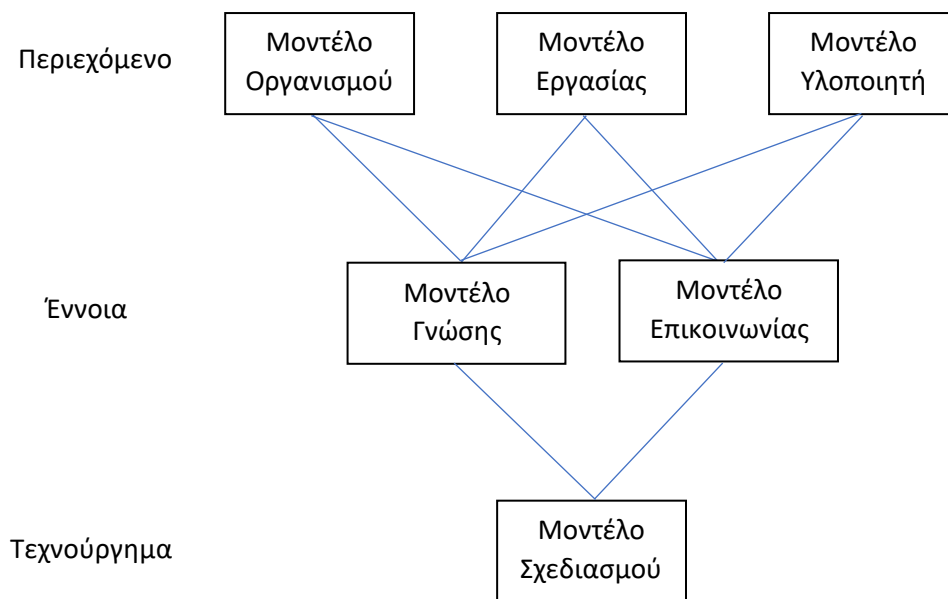 Περιεχόμενο
Μοντέλο
Οργανισμού
Μοντέλο
Εργασίας
Μοντέλο
Υλοποιητή
Έννοια
Μοντέλο
Γνώσης
Μοντέλο
Επικοινωνίας
Τεχνούργημα
Μοντέλο
Σχεδιασμού